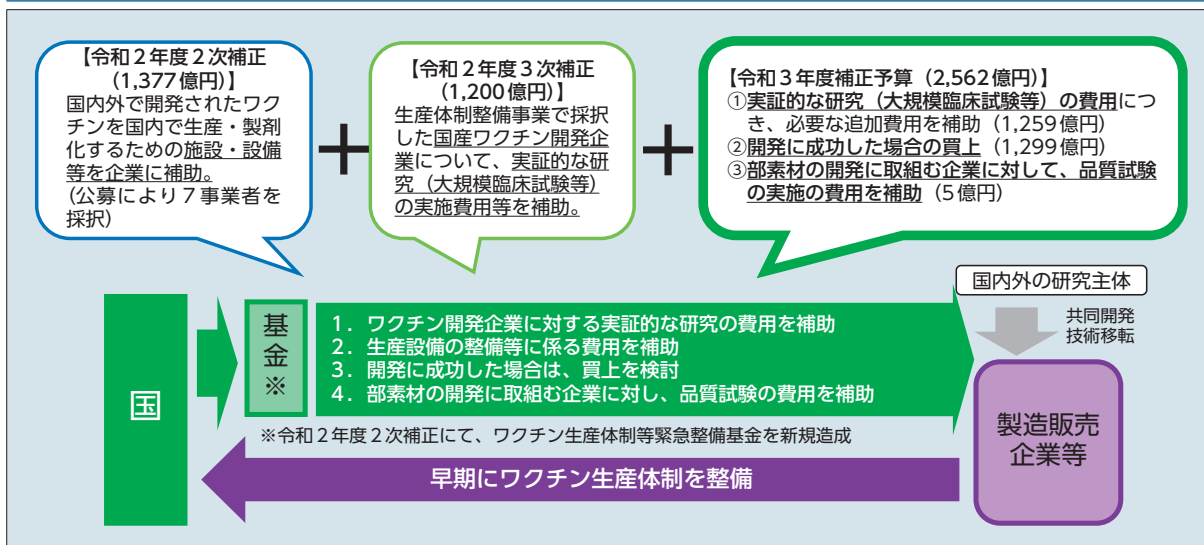 【令和２年度２次補正
（1,377億円）】
国内外で開発されたワク
チンを国内で生産・製剤
化するための施設・設備
等を企業に補助。
（公募により７事業者を
採択）
＋
【令和２年度３次補正
（1,200億円）】
生産体制整備事業で採択
した国産ワクチン開発企
業について、実証的な研
究（大規模臨床試験等）
の実施費用等を補助。
＋
【令和３年度補正予算（2,562億円）】
①実証的な研究（大規模臨床試験等）の費用につ
き、必要な追加費用を補助（1,259億円）
②開発に成功した場合の買上（1,299億円）
③部素材の開発に取組む企業に対して、品質試験
の実施の費用を補助（5億円）
国
基金※
１．ワクチン開発企業に対する実証的な研究の費用を補助
２．生産設備の整備等に係る費用を補助
３．開発に成功した場合は、買上を検討
４．部素材の開発に取組む企業に対し、品質試験の費用を補助
※令和２年度２次補正にて、ワクチン生産体制等緊急整備基金を新規造成
早期にワクチン生産体制を整備
国内外の研究主体
共同開発
技術移転
製造販売
企業等